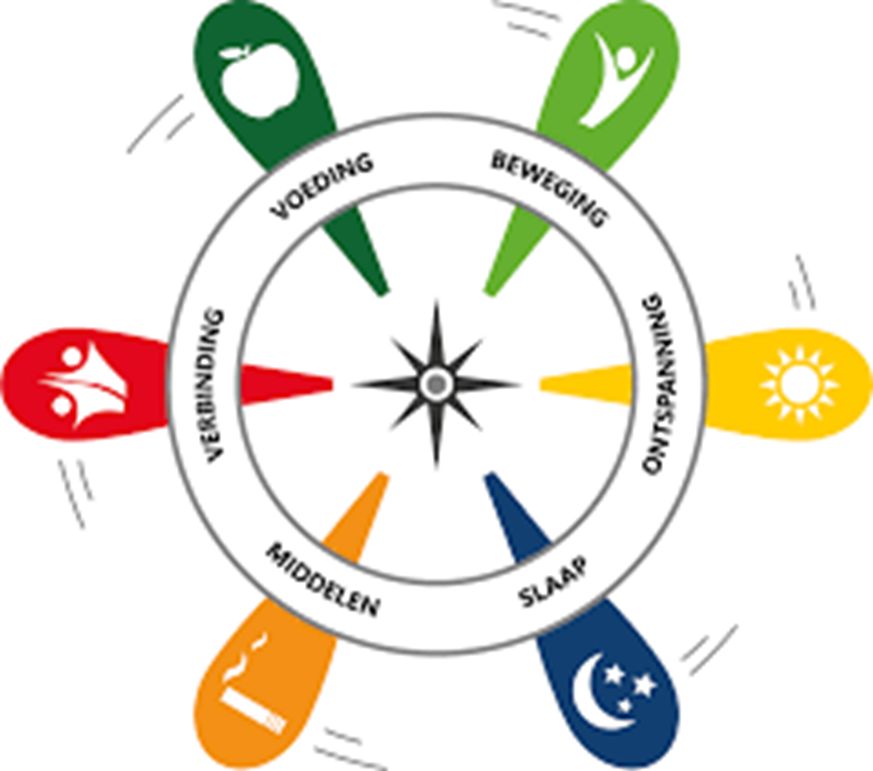 VOEDING
BEWEGING
VERBINDING
ONTSPANNING
MIDDELEN
SLAAP